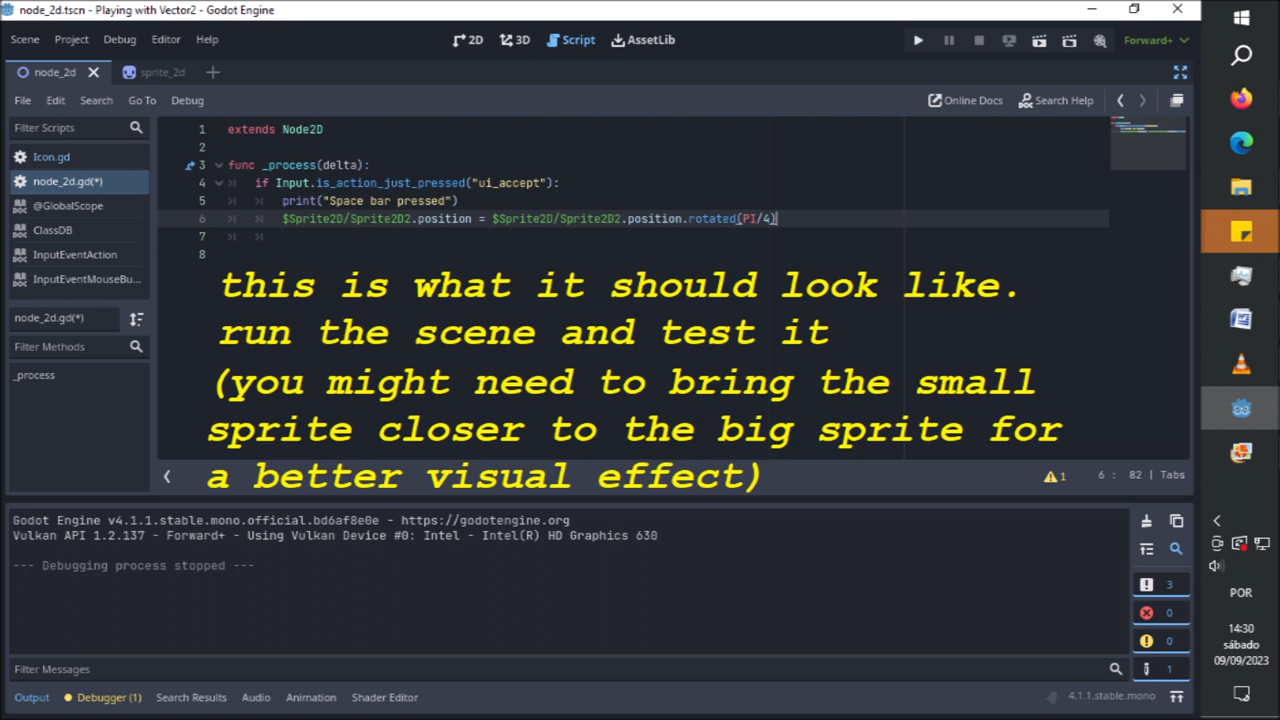 node_2d.tscn - Playing with Vector2 - Godot Engine
Scene Project Debug Editor Help
2D 3D Script AssetLib
Forward+
node_2d sprite_2d
File Edit Search Go To Debug
Online Docs Search Help
Filter Scripts
Icon.gd
node_2d.gd(*)
@GlobalScope
ClassDB
InputEventAction
InputEventMouseBu...
node_2d.gd(*)
Filter Methods
_process
1 extends Node2D
2
3 func _process(delta):
4 if Input.is_action_just_pressed("ui_accept"):
5 print("Space bar pressed")
6 $Sprite2D/Sprite2D2.position = $Sprite2D/Sprite2D2.position.rotated(PI/4)
7
8
this is what it should look like.
run the scene and test it
(you might need to bring the small
sprite closer to the big sprite for
a better visual effect)
1 6 : 82 | Tabs
Godot Engine v4.1.1.stable.mono.official.bd6af8e0e - https://godotengine.org
Vulkan API 1.2.137 - Forward+ - Using Vulkan Device #0: Intel - Intel(R) HD Graphics 630
--- Debugging process stopped ---
3
0
0
1
Filter Messages
Output Debugger (1) Search Results Audio Animation Shader Editor
4.1.1.stable.mono
POR
14:30
sábado
09/09/2023